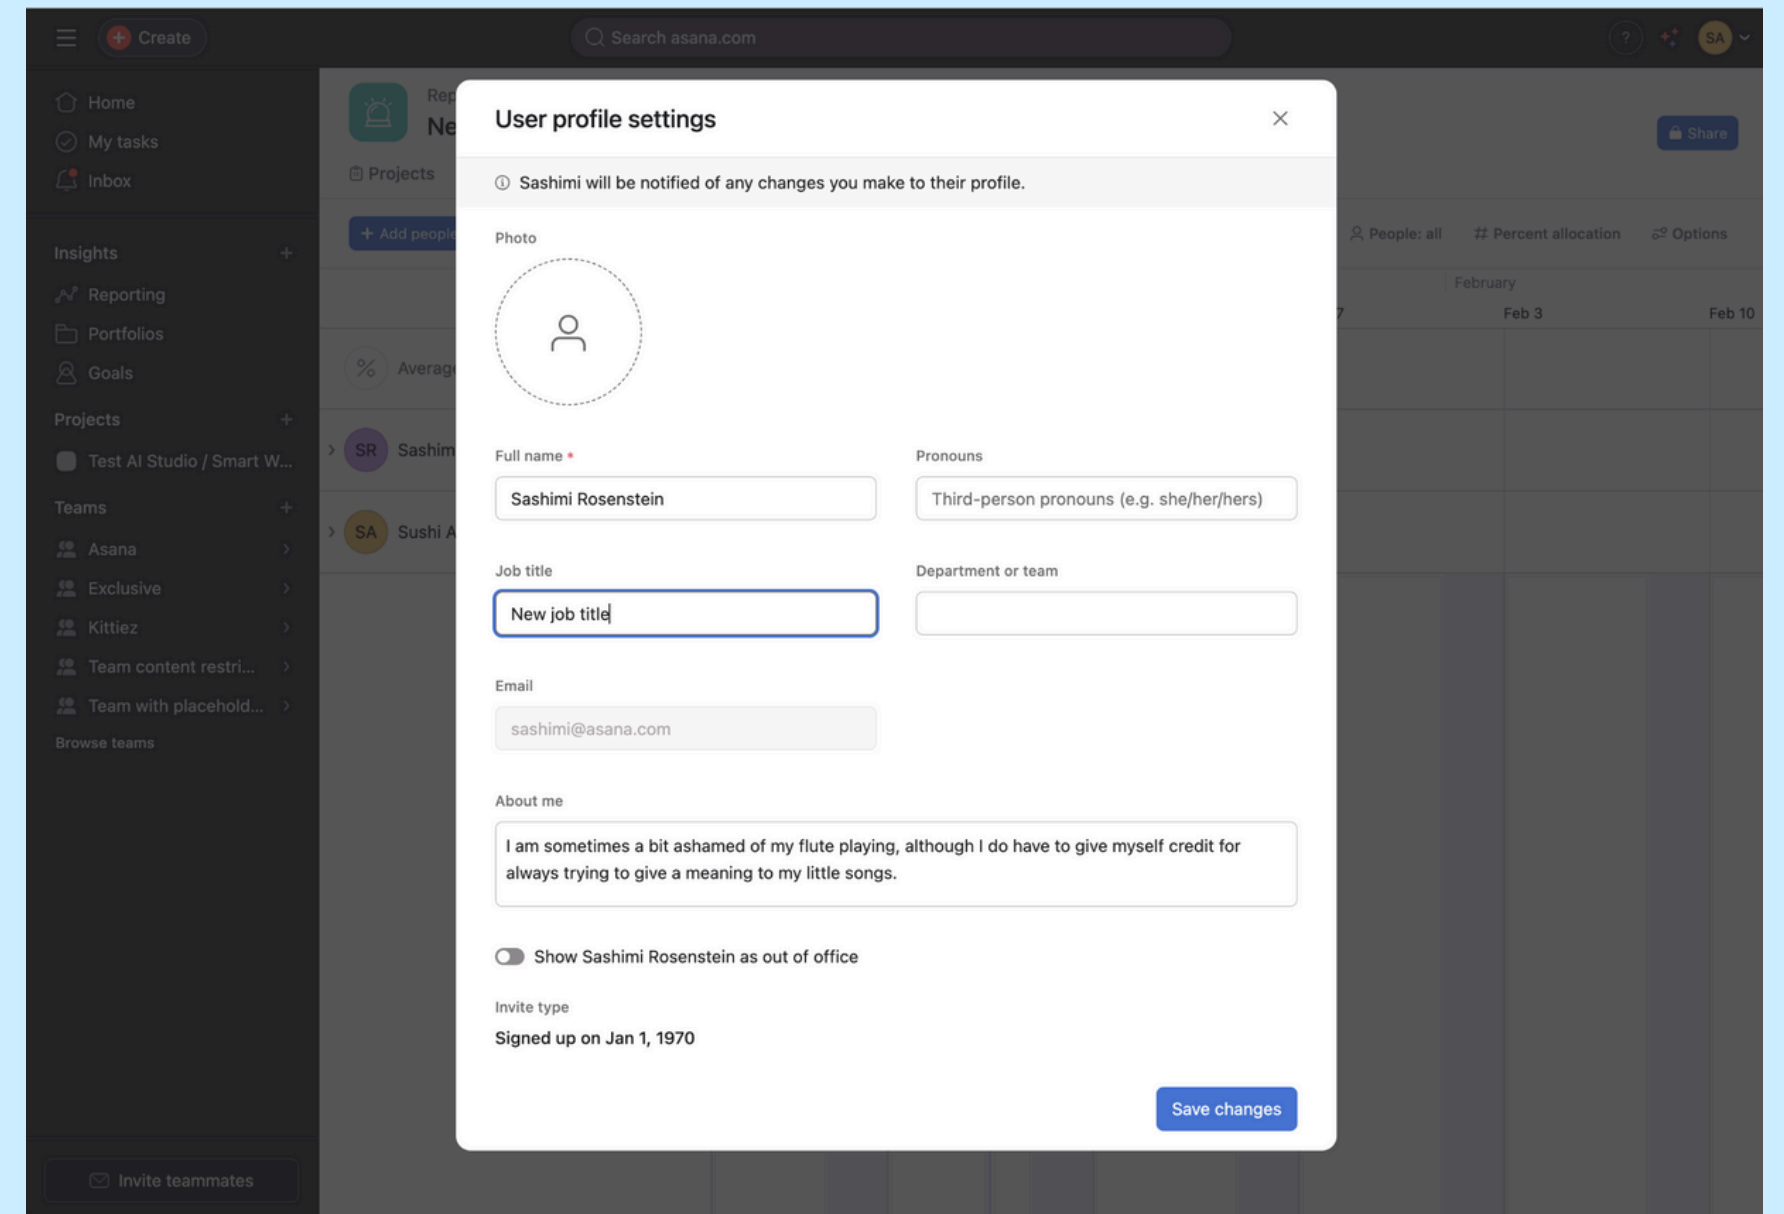 Create
Search asana.com
?
SA
Home
My tasks
Inbox
Insights
Reporting
Portfolios
Goals
Projects
Test AI Studio / Smart W...
Teams
Asana
Exclusive
Kittiez
Team content restri...
Team with placehold...
Browse teams
Invite teammates
Rep
Ne
Projects
Share
+ Add people
People: all
# Percent allocation
Options
February
7
Feb 3
Feb 10
% Average
SR Sashim
SA Sushi A
User profile settings
Sashimi will be notified of any changes you make to their profile.
Photo
Full name *
Pronouns
Sashimi Rosenstein
Third-person pronouns (e.g. she/her/hers)
Job title
Department or team
New job title
Email
sashimi@asana.com
About me
I am sometimes a bit ashamed of my flute playing, although I do have to give myself credit for
always trying to give a meaning to my little songs.
Show Sashimi Rosenstein as out of office
Invite type
Signed up on Jan 1, 1970
Save changes